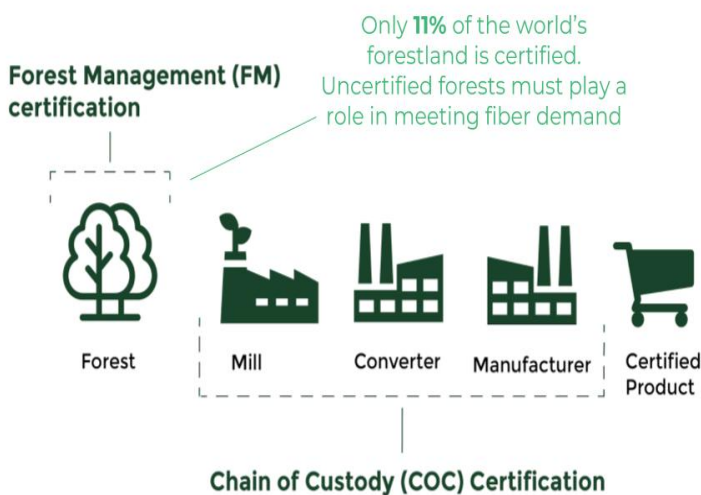 Only 11% of the world's
forestland is certified.
Uncertified forests must play a
role in meeting fiber demand
Forest Management (FM)
certification
Forest
Mill
Converter
Manufacturer
Certified
Product
Chain of Custody (COC) Certification